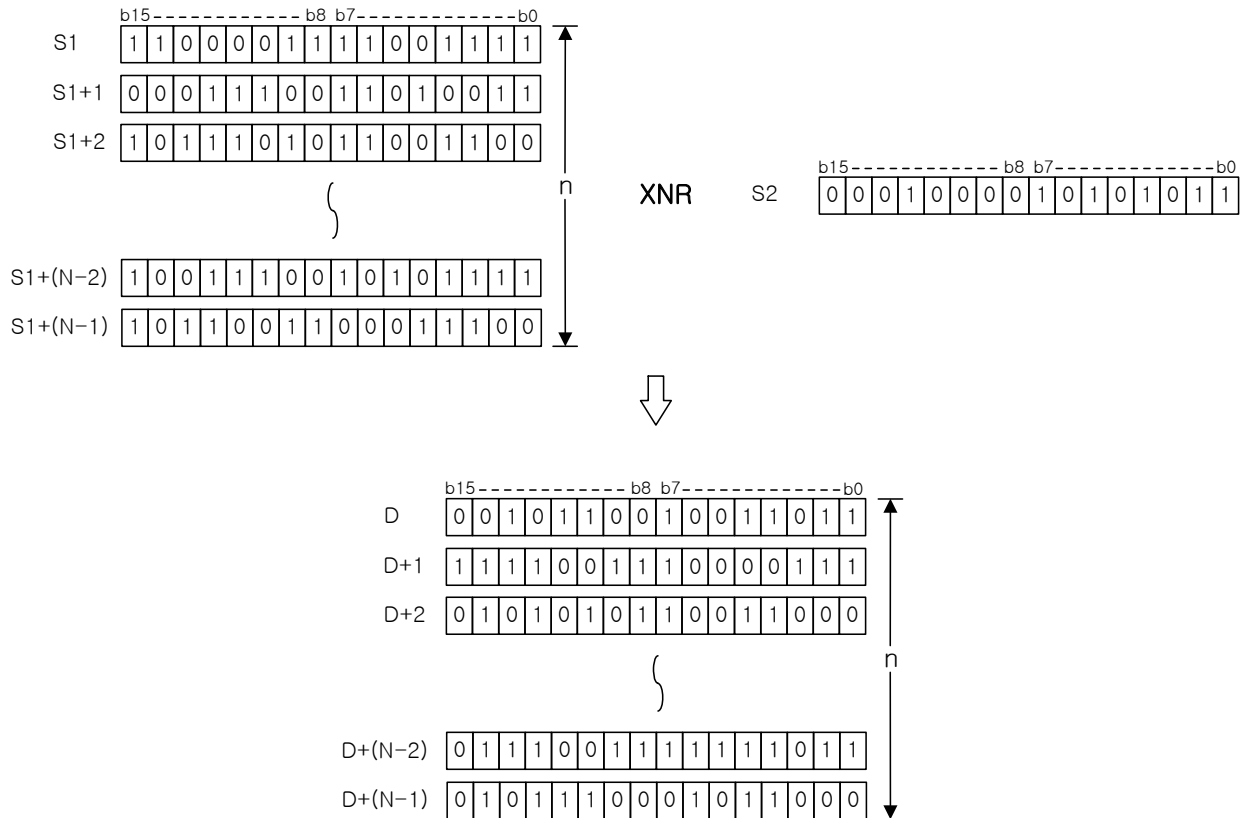 b15 b8 b7 b0
S1 1 1 0 0 0 0 1 1 1 1 0 0 1 1 1 1
S1+1 0 0 0 1 1 1 0 0 1 1 0 1 0 0 1 1
S1+2 1 0 1 1 1 0 1 0 1 1 0 0 1 1 0 0
n
XNR
b15 b8 b7 b0
S2 0 0 0 1 0 0 0 0 1 0 1 0 1 0 1 1
S1+(N-2) 1 0 0 1 1 1 0 0 1 0 1 0 1 1 1 1
S1+(N-1) 1 0 1 1 0 0 1 1 0 0 0 1 1 1 0 0
b15 b8 b7 b0
D 0 0 1 0 1 1 0 0 1 0 0 1 1 0 1 1
D+1 1 1 1 1 0 0 1 1 1 0 0 0 0 1 1 1
D+2 0 1 0 1 0 1 0 1 1 0 0 1 1 0 0 0
n
D+(N-2) 0 1 1 1 0 0 1 1 1 1 1 1 1 0 1 1
D+(N-1) 0 1 0 1 1 1 0 0 0 1 0 1 1 0 0 0